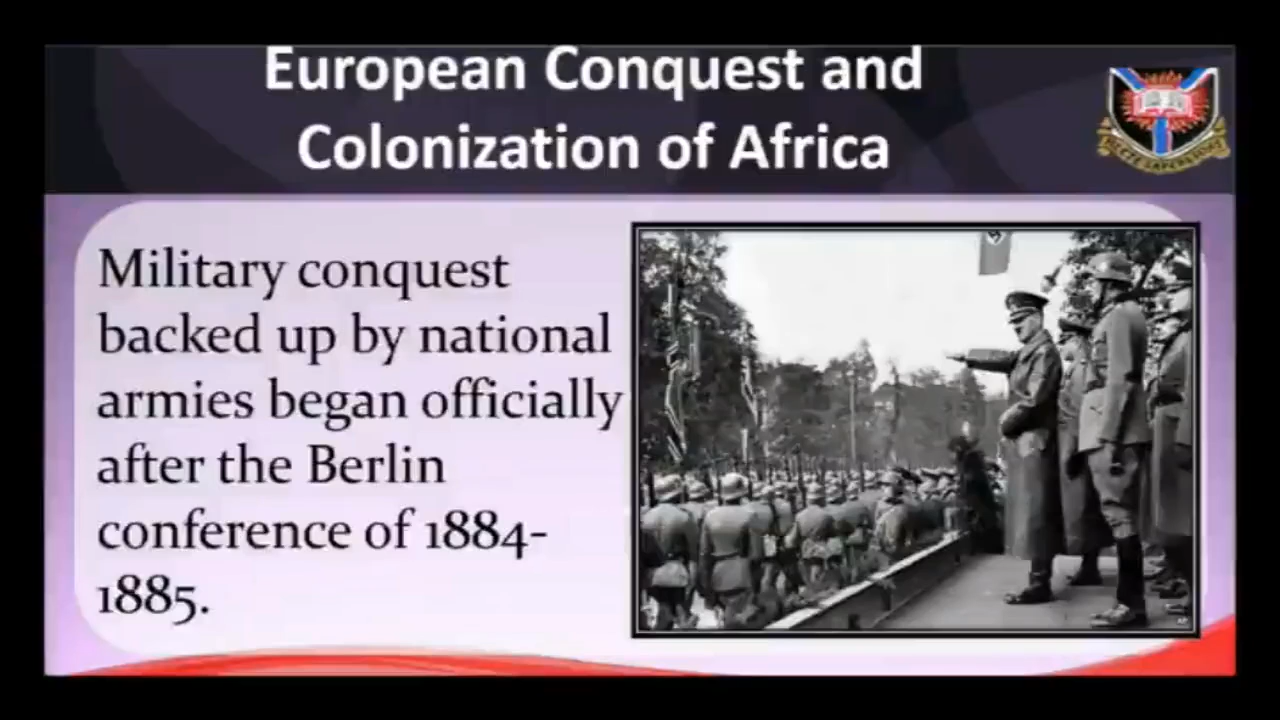 European Conquest and
Colonization of Africa
Military conquest
backed up by national
armies began officially
after the Berlin
conference of 1884-
1885.